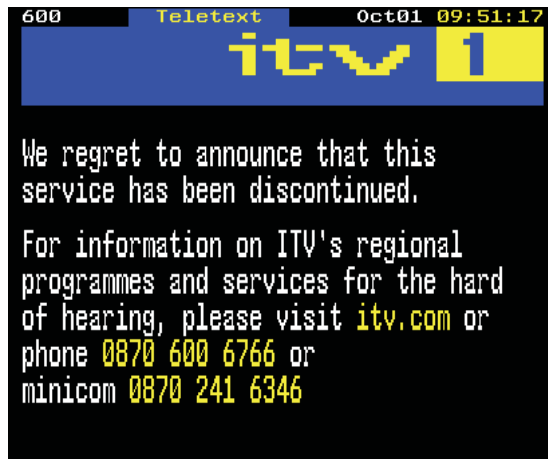 600 Teletext Oct01 09:51:17
itv 1
We regret to announce that this
service has been discontinued.
For information on ITV's regional
programmes and services for the hard
of hearing, please visit itv.com or
phone 0870 600 6766 or
minicom 0870 241 6346